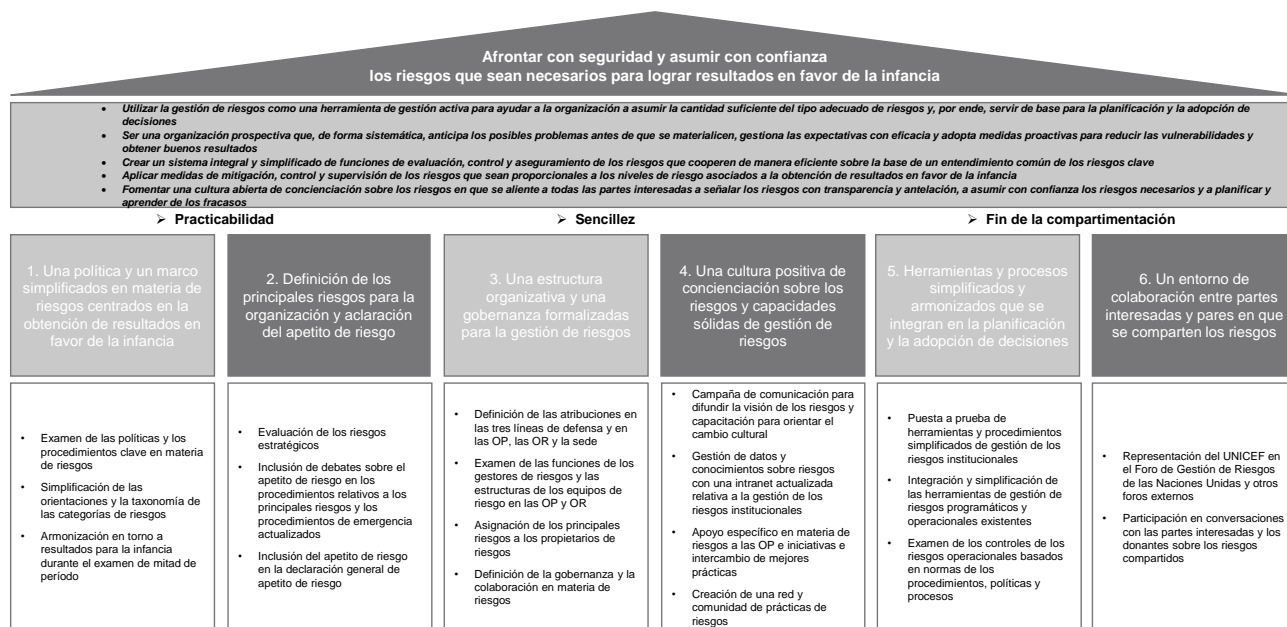 Afrontar con seguridad y asumir con confianza
los riesgos que sean necesarios para lograr resultados en favor de la infancia
• Utilizar la gestión de riesgos como una herramienta de gestión activa para ayudar a la organización a asumir la cantidad suficiente del tipo adecuado de riesgos y, por ende, servir de base para la planificación y la adopción de
decisiones
• Ser una organización prospectiva que, de forma sistemática, anticipa los posibles problemas antes de que se materialicen, gestiona las expectativas con eficacia y adopta medidas proactivas para reducir las vulnerabilidades y
obtener buenos resultados
• Crear un sistema integral y simplificado de funciones de evaluación, control y aseguramiento de los riesgos que cooperen de manera eficiente sobre la base de un entendimiento común de los riesgos clave
• Aplicar medidas de mitigación, control y supervisión de los riesgos que sean proporcionales a los niveles de riesgo asociados a la obtención de resultados en favor de la infancia
• Fomentar una cultura abierta de concienciación sobre los riesgos en que se aliente a todas las partes interesadas a señalar los riesgos con transparencia y antelación, a asumir con confianza los riesgos necesarios y a planificar y
aprender de los fracasos
➢ Practicabilidad
➢ Sencillez
➢ Fin de la compartimentación
1. Una política y un marco
simplificados en materia de
riesgos centrados en la
obtención de resultados en
favor de la infancia
2. Definición de los
principales riesgos para la
organización y aclaración
del apetito de riesgo
3. Una estructura
organizativa y una
gobernanza formalizadas
para la gestión de riesgos
4. Una cultura positiva de
concienciación sobre los
riesgos y capacidades
sólidas de gestión de
riesgos
5. Herramientas y procesos
simplificados y
armonizados que se
integran en la planificación
y la adopción de decisiones
6. Un entorno de
colaboración entre partes
interesadas y pares en que
se comparten los riesgos
• Examen de las políticas y los
procedimientos clave en materia
de riesgos
• Simplificación de las
orientaciones y la taxonomía de
las categorías de riesgos
• Armonización en torno a
resultados para la infancia
durante el examen de mitad de
período
• Evaluación de los riesgos
estratégicos
• Inclusión de debates sobre el
apetito de riesgo en los
procedimientos relativos a los
principales riesgos y los
procedimientos de emergencia
actualizados
• Inclusión del apetito de riesgo
en la declaración general de
apetito de riesgo
• Definición de las atribuciones en
las tres líneas de defensa y en
las OP, las OR y la sede
• Examen de las funciones de los
gestores de riesgos y las
estructuras de los equipos de
riesgo en las OP y OR
• Asignación de los principales
riesgos a los propietarios de
riesgos
• Definición de la gobernanza y la
colaboración en materia de
riesgos
• Campaña de comunicación para
difundir la visión de los riesgos y
capacitación para orientar el
cambio cultural
• Gestión de datos y
conocimientos sobre riesgos
con una intranet actualizada
relativa a la gestión de los
riesgos institucionales
• Apoyo específico en materia de
riesgos a las OP e iniciativas e
intercambio de mejores
prácticas
• Creación de una red y
comunidad de prácticas de
riesgos
• Puesta a prueba de
herramientas y procedimientos
simplificados de gestión de los
riesgos institucionales
• Integración y simplificación de
las herramientas de gestión de
riesgos programáticos y
operacionales existentes
• Examen de los controles de los
riesgos operacionales basados
en normas de los
procedimientos, políticas y
procesos
• Representación del UNICEF en
el Foro de Gestión de Riesgos
de las Naciones Unidas y otros
foros externos
• Participación en conversaciones
con las partes interesadas y los
donantes sobre los riesgos
compartidos